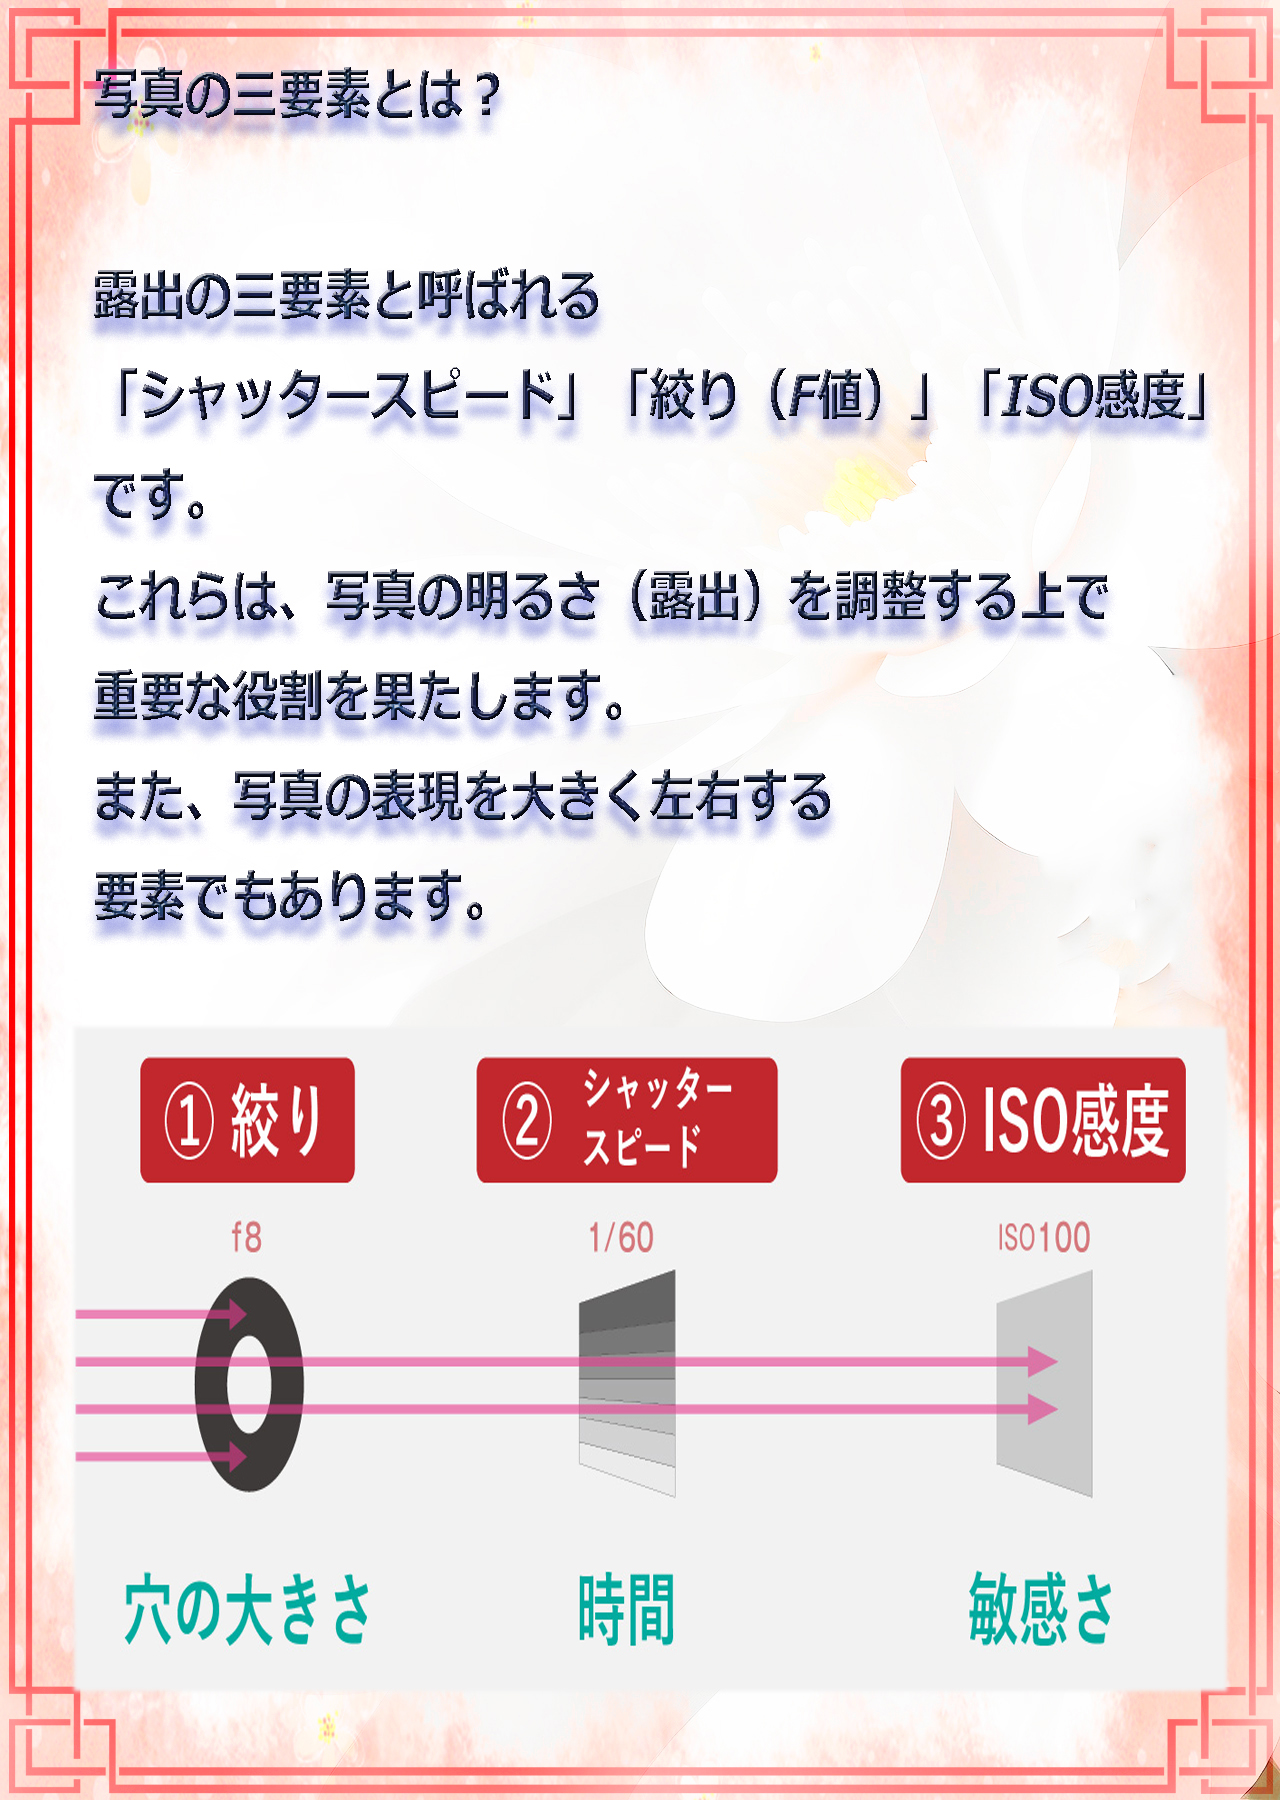 写真の三要素とは？
露出の三要素と呼ばれる
「シャッタースピード」「絞り（F値）」「ISO感度」
です。
これらは、写真の明るさ（露出）を調整する上で
重要な役割を果たします。
また、写真の表現を大きく左右する
要素でもあります。
① 絞り
② シャッター
スピード
③ ISO感度
f8
1/60
ISO100
穴の大きさ
時間
敏感さ